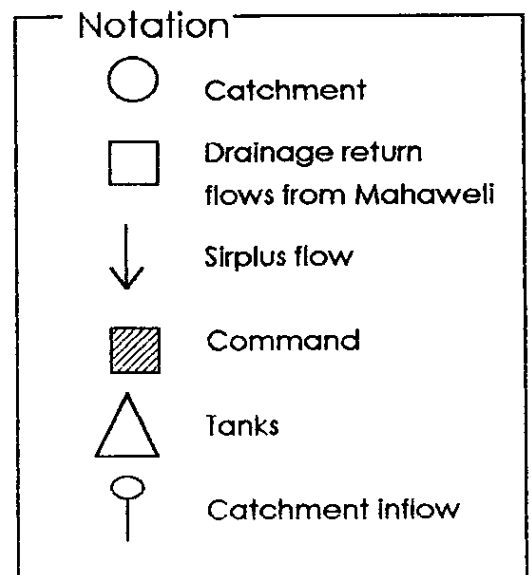 Notation
Catchment
Drainage return
flows from Mahaweli
Sirplus flow
Command
Tanks
Catchment inflow